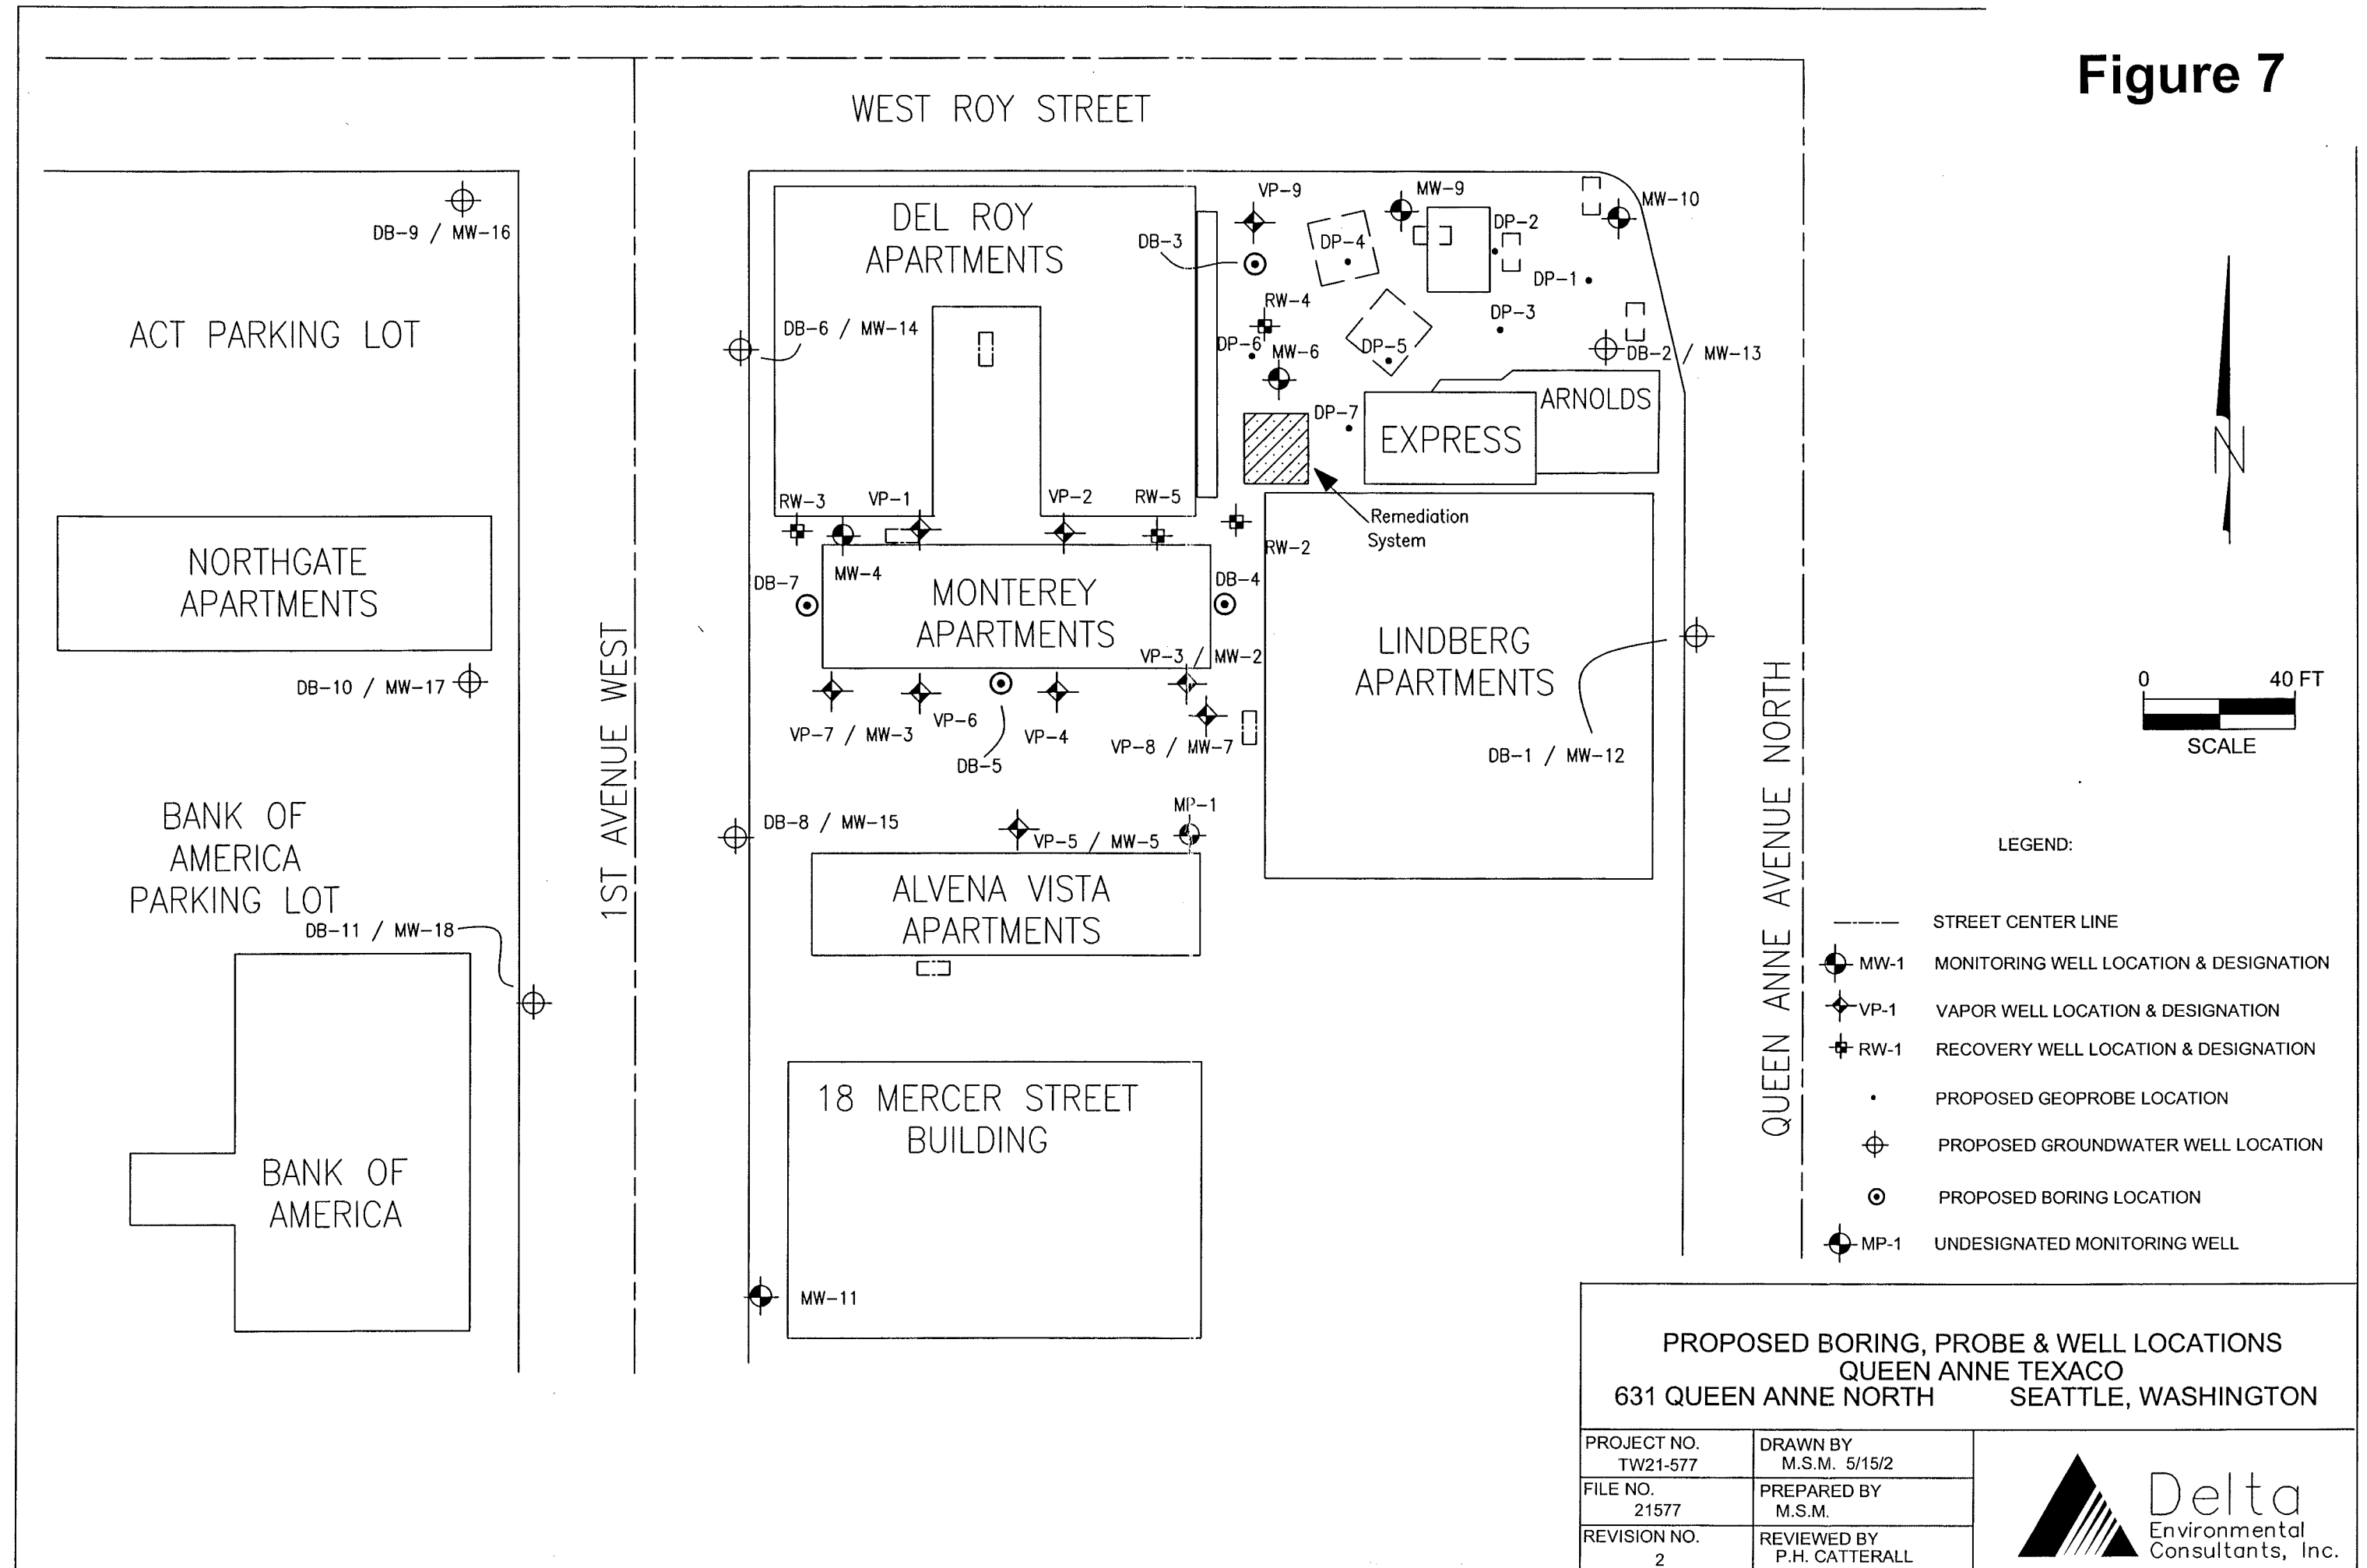 Figure 7
WEST ROY STREET
DB-9 / MW-16
ACT PARKING LOT
NORTHGATE
APARTMENTS
DB-10 / MW-17
BANK OF
AMERICA
PARKING LOT
DB-11 / MW-18
BANK OF
AMERICA
1ST AVENUE WEST
DEL ROY
APARTMENTS
DB-6 / MW-14
DB-3
VP-9
MW-9
MW-10
DP-4
DP-2
DP-1
DP-3
RW-4
DP-6
MW-6
DP-5
DB-2 / MW-13
DP-7
ARNOLDS
EXPRESS
RW-3
VP-1
VP-2
RW-5
Remediation
System
RW-2
MW-4
DB-7
DB-4
MONTEREY
APARTMENTS
VP-3 / MW-2
LINDBERG
APARTMENTS
VP-7 / MW-3
VP-6
DB-5
VP-4
VP-8 / MW-7
DB-1 / MW-12
DB-8 / MW-15
VP-5 / MW-5
MP-1
ALVENA VISTA
APARTMENTS
18 MERCER STREET
BUILDING
MW-11
QUEEN ANNE AVENUE NORTH
N
0 40 FT
SCALE
LEGEND:
STREET CENTER LINE
MW-1 MONITORING WELL LOCATION & DESIGNATION
VP-1 VAPOR WELL LOCATION & DESIGNATION
RW-1 RECOVERY WELL LOCATION & DESIGNATION
PROPOSED GEOPROBE LOCATION
PROPOSED GROUNDWATER WELL LOCATION
PROPOSED BORING LOCATION
MP-1 UNDESIGNATED MONITORING WELL
PROPOSED BORING, PROBE & WELL LOCATIONS
QUEEN ANNE TEXACO
631 QUEEN ANNE NORTH SEATTLE, WASHINGTON
PROJECT NO.
TW21-577
DRAWN BY
M.S.M. 5/15/2
FILE NO.
21577
PREPARED BY
M.S.M.
REVISION NO.
2
REVIEWED BY
P.H. CATTERALL
Delta
Environmental
Consultants, Inc.